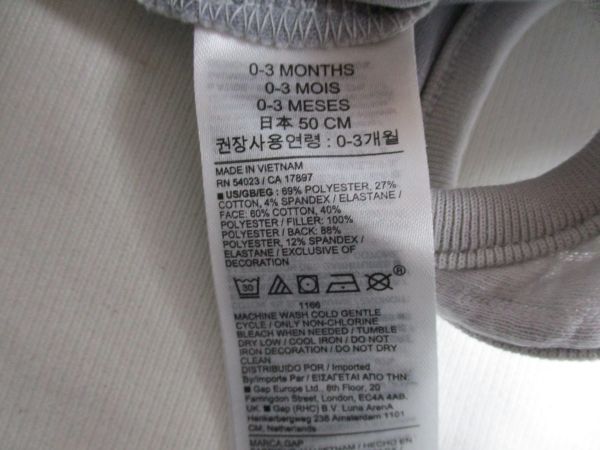 0-3 MONTHS
0-3 MOIS
0-3 MESES
日本 50 CM
권장사용연령 : 0-3개월
MADE IN VIETNAM
RN 54023 / CA 17897
■ US/GB/EG : 69% POLYESTER, 27%
COTTON, 4% SPANDEX / ELASTANE /
FACE: 60% COTTON, 40%
POLYESTER / FILLER: 100%
POLYESTER / BACK: 88%
POLYESTER, 12% SPANDEX /
ELASTANE / EXCLUSIVE OF
DECORATION
30 ®
1166
MACHINE WASH COLD GENTLE
CYCLE / ONLY NON-CHLORINE
BLEACH WHEN NEEDED / TUMBLE
DRY LOW / COOL IRON / DO NOT
IRON DECORATION / DO NOT DRY
CLEAN
DISTRIBUIDO POR / Imported
By/Importe Par / ΕΙΣΑΓΕΤΑΙ ΑΠΟ ΤΗΝ:
■ Gap Europe Ltd., 8th Floor, 20
Farringdon Street, London, EC4A 4AB.
UK. ■ Gap (RHC) B.V. Luna ArenA
Herikerbergweg 238 Amsterdam 1101
CM, Netherlands
MARCA GAP
FABRIQUÉ AU VIETNAM / HECHO EN